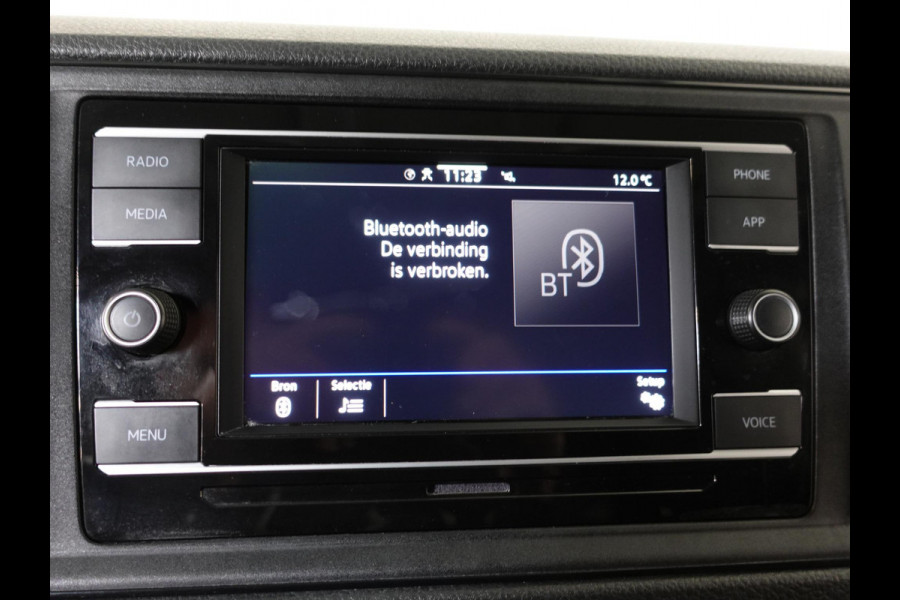 RADIO
MEDIA
MENU
11:23
12.0°C
Bluetooth-audio
De verbinding
is verbroken.
BT
Bron
Selectie
Setup
PHONE
APP
VOICE